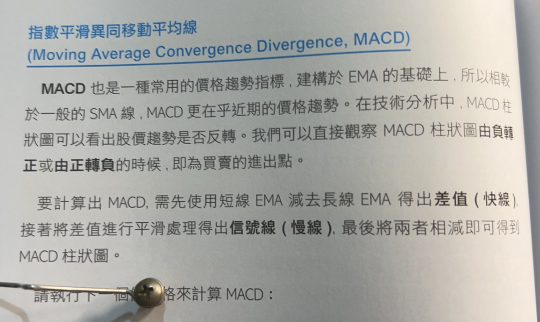 指數平滑異同移動平均線
(Moving Average Convergence Divergence, MACD)
MACD 也是一種常用的價格趨勢指標，建構於 EMA 的基礎上，所以相較
於一般的 SMA 線，MACD 更在乎近期的價格趨勢。在技術分析中，MACD 柱
狀圖可以看出股價趨勢是否反轉。我們可以直接觀察 MACD 柱狀圖由負轉
正或由正轉負的時候，即為買賣的進出點。
要計算出 MACD, 需先使用短線 EMA 減去長線 EMA 得出差值 ( 快線 ),
接著將差值進行平滑處理得出信號線 ( 慢線 ), 最後將兩者相減即可得到
MACD 柱狀圖。
請執行下一個 格來計算 MACD：